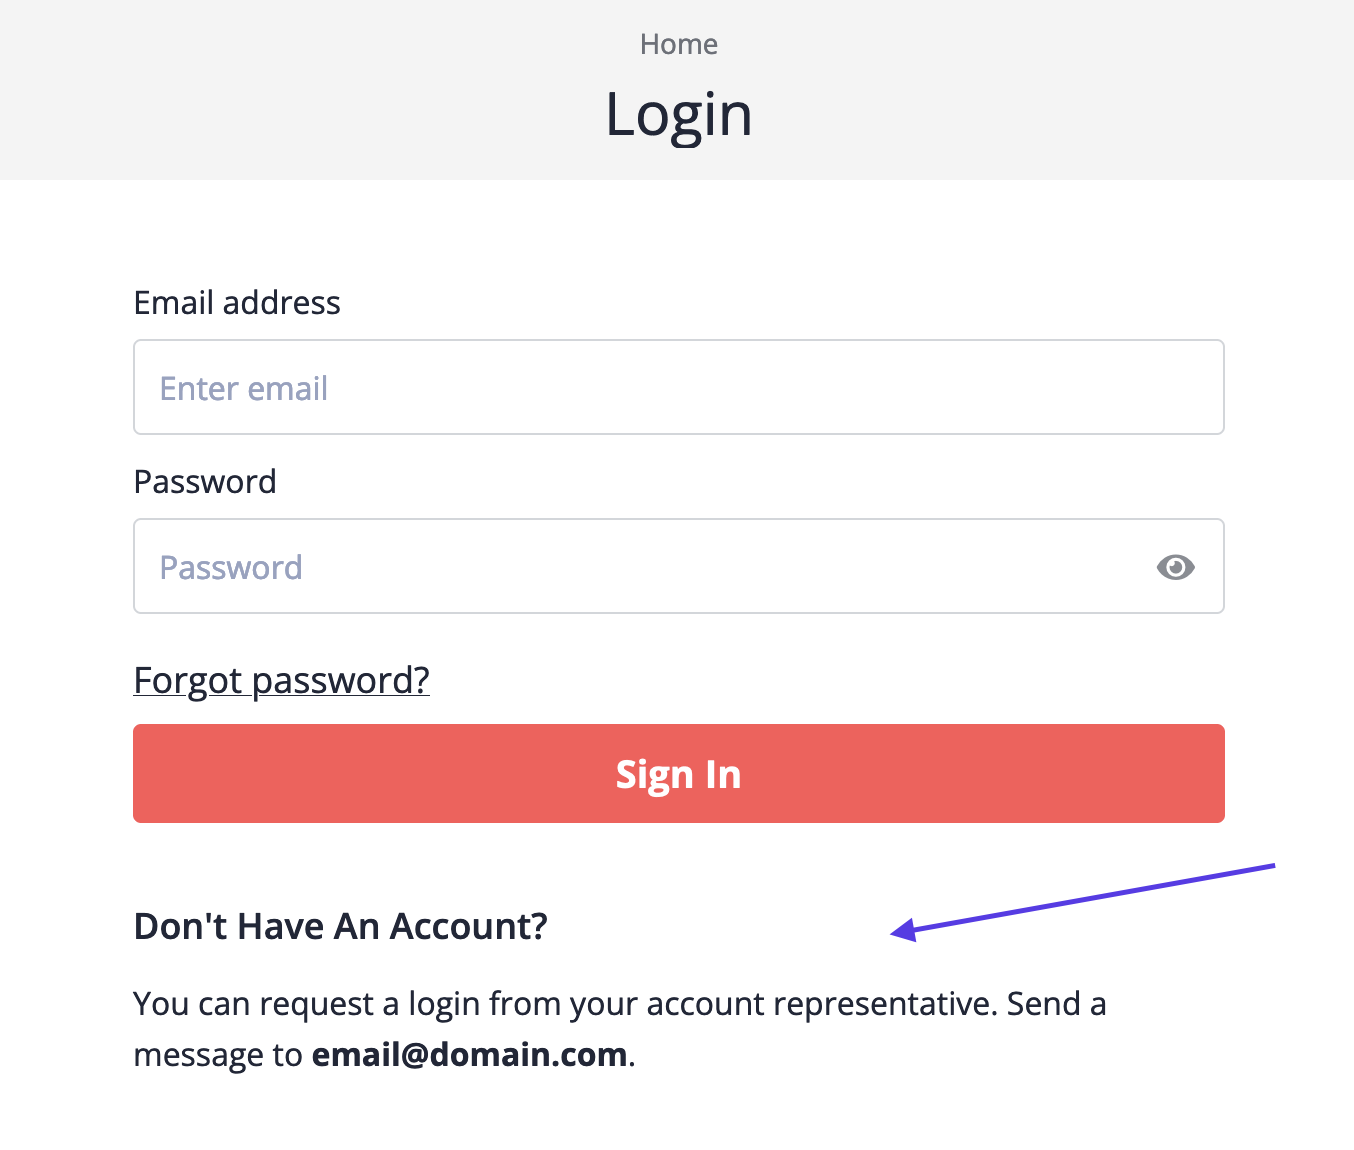 Home
Login
Email address
Enter email
Password
Password
Forgot password?
Sign In
Don't Have An Account?
You can request a login from your account representative. Send a
message to email@domain.com.